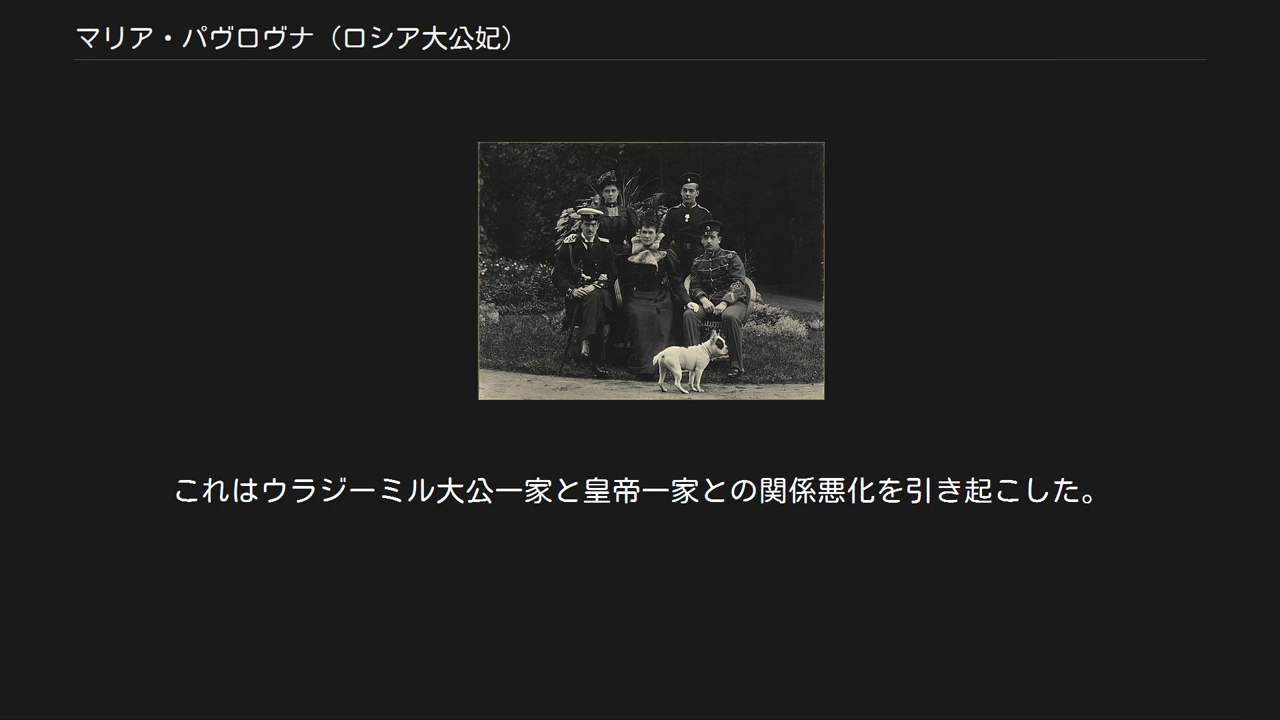 マリア・パヴロヴナ（ロシア大公妃）
これはウラジーミル大公一家と皇帝一家との関係悪化を引き起こした。